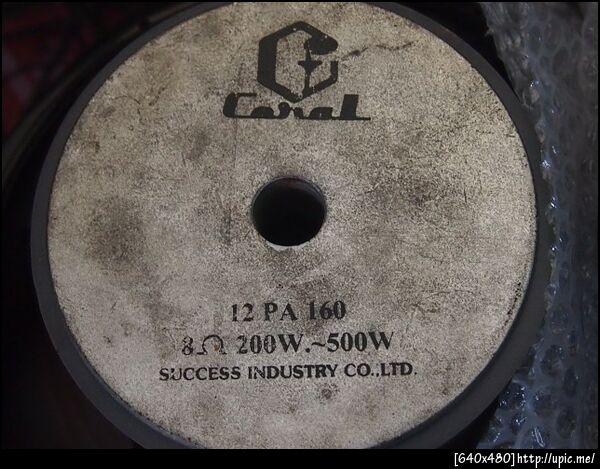 Coral
12 PA 160
8Ω 200W.~500W
SUCCESS INDUSTRY CO.,LTD.
[640x480]http://upic.me/